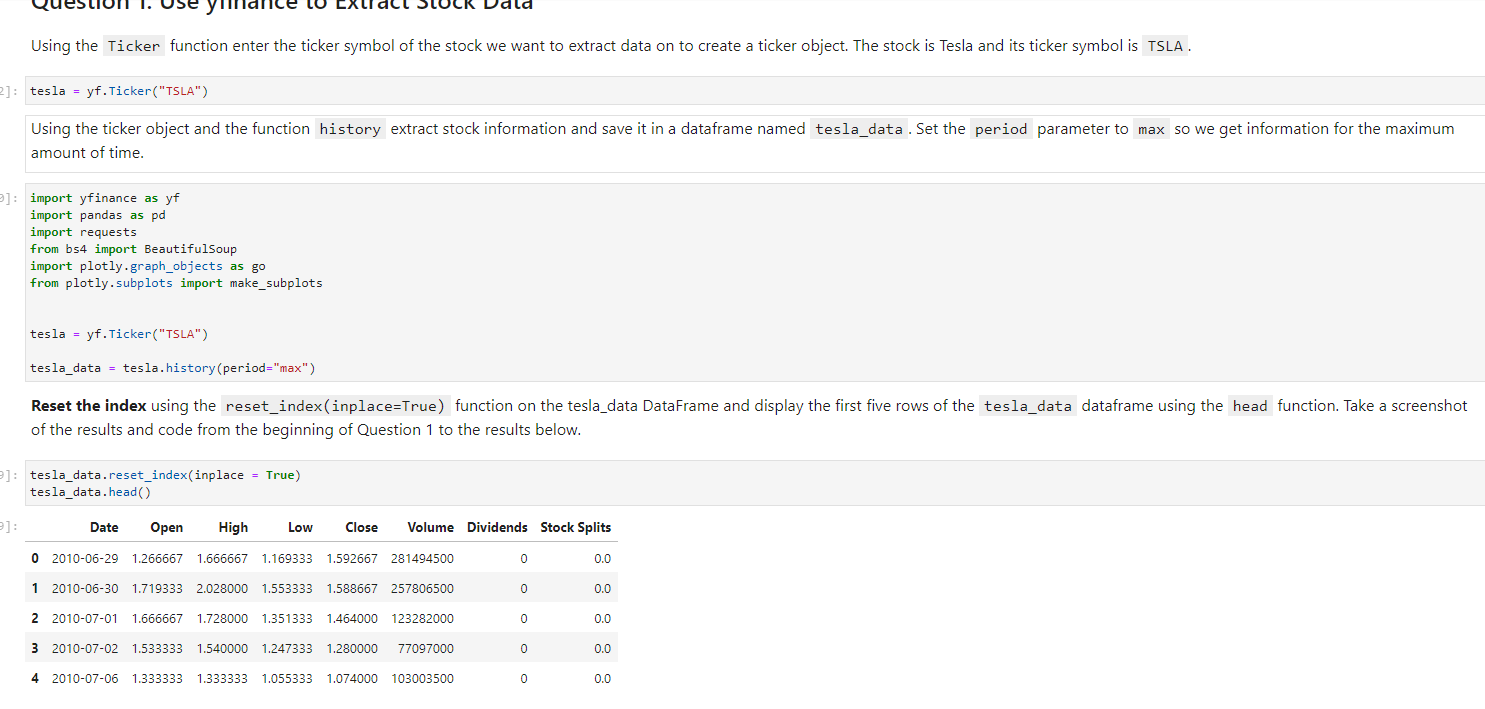 Question 1: Use yfinance to Extract Stock Data
Using the Ticker function enter the ticker symbol of the stock we want to extract data on to create a ticker object. The stock is Tesla and its ticker symbol is TSLA .
2]: tesla = yf.Ticker("TSLA")
Using the ticker object and the function history extract stock information and save it in a dataframe named tesla_data . Set the period parameter to max so we get information for the maximum
amount of time.
]: import yfinance as yf
import pandas as pd
import requests
from bs4 import BeautifulSoup
import plotly.graph_objects as go
from plotly.subplots import make_subplots
tesla = yf.Ticker("TSLA")
tesla_data = tesla.history(period="max")
Reset the index using the reset_index(inplace=True) function on the tesla_data DataFrame and display the first five rows of the tesla_data dataframe using the head function. Take a screenshot
of the results and code from the beginning of Question 1 to the results below.
9]: tesla_data.reset_index(inplace = True)
tesla_data.head()
9]: Date Open High Low Close Volume Dividends Stock Splits
0 2010-06-29 1.266667 1.666667 1.169333 1.592667 281494500 0 0.0
1 2010-06-30 1.719333 2.028000 1.553333 1.588667 257806500 0 0.0
2 2010-07-01 1.666667 1.728000 1.351333 1.464000 123282000 0 0.0
3 2010-07-02 1.533333 1.540000 1.247333 1.280000 77097000 0 0.0
4 2010-07-06 1.333333 1.333333 1.055333 1.074000 103003500 0 0.0